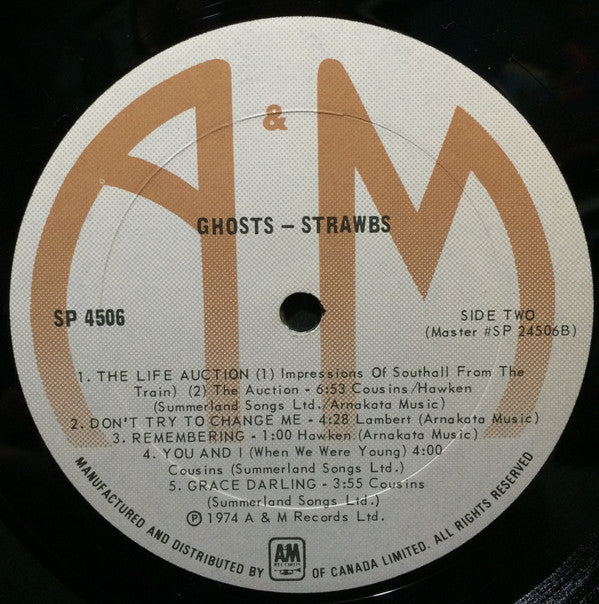 A & M
GHOSTS – STRAWBS
SP 4506
SIDE TWO
(Master #SP 24506B)
1. THE LIFE AUCTION (1) Impressions Of Southall From The
Train) (2) The Auction - 6:53 Cousins/Hawken
(Summerland Songs Ltd./Arnakata Music)
2. DON'T TRY TO CHANGE ME - 4:28 Lambert (Arnakata Music)
3. REMEMBERING - 1:00 Hawken (Arnakata Music)
4. YOU AND I (When We Were Young) 4:00
Cousins (Summerland Songs Ltd.)
5. GRACE DARLING - 3:55 Cousins
(Summerland Songs Ltd.)
℗ 1974 A & M Records Ltd.
MANUFACTURED AND DISTRIBUTED BY AM RECORDS OF CANADA LIMITED. ALL RIGHTS RESERVED